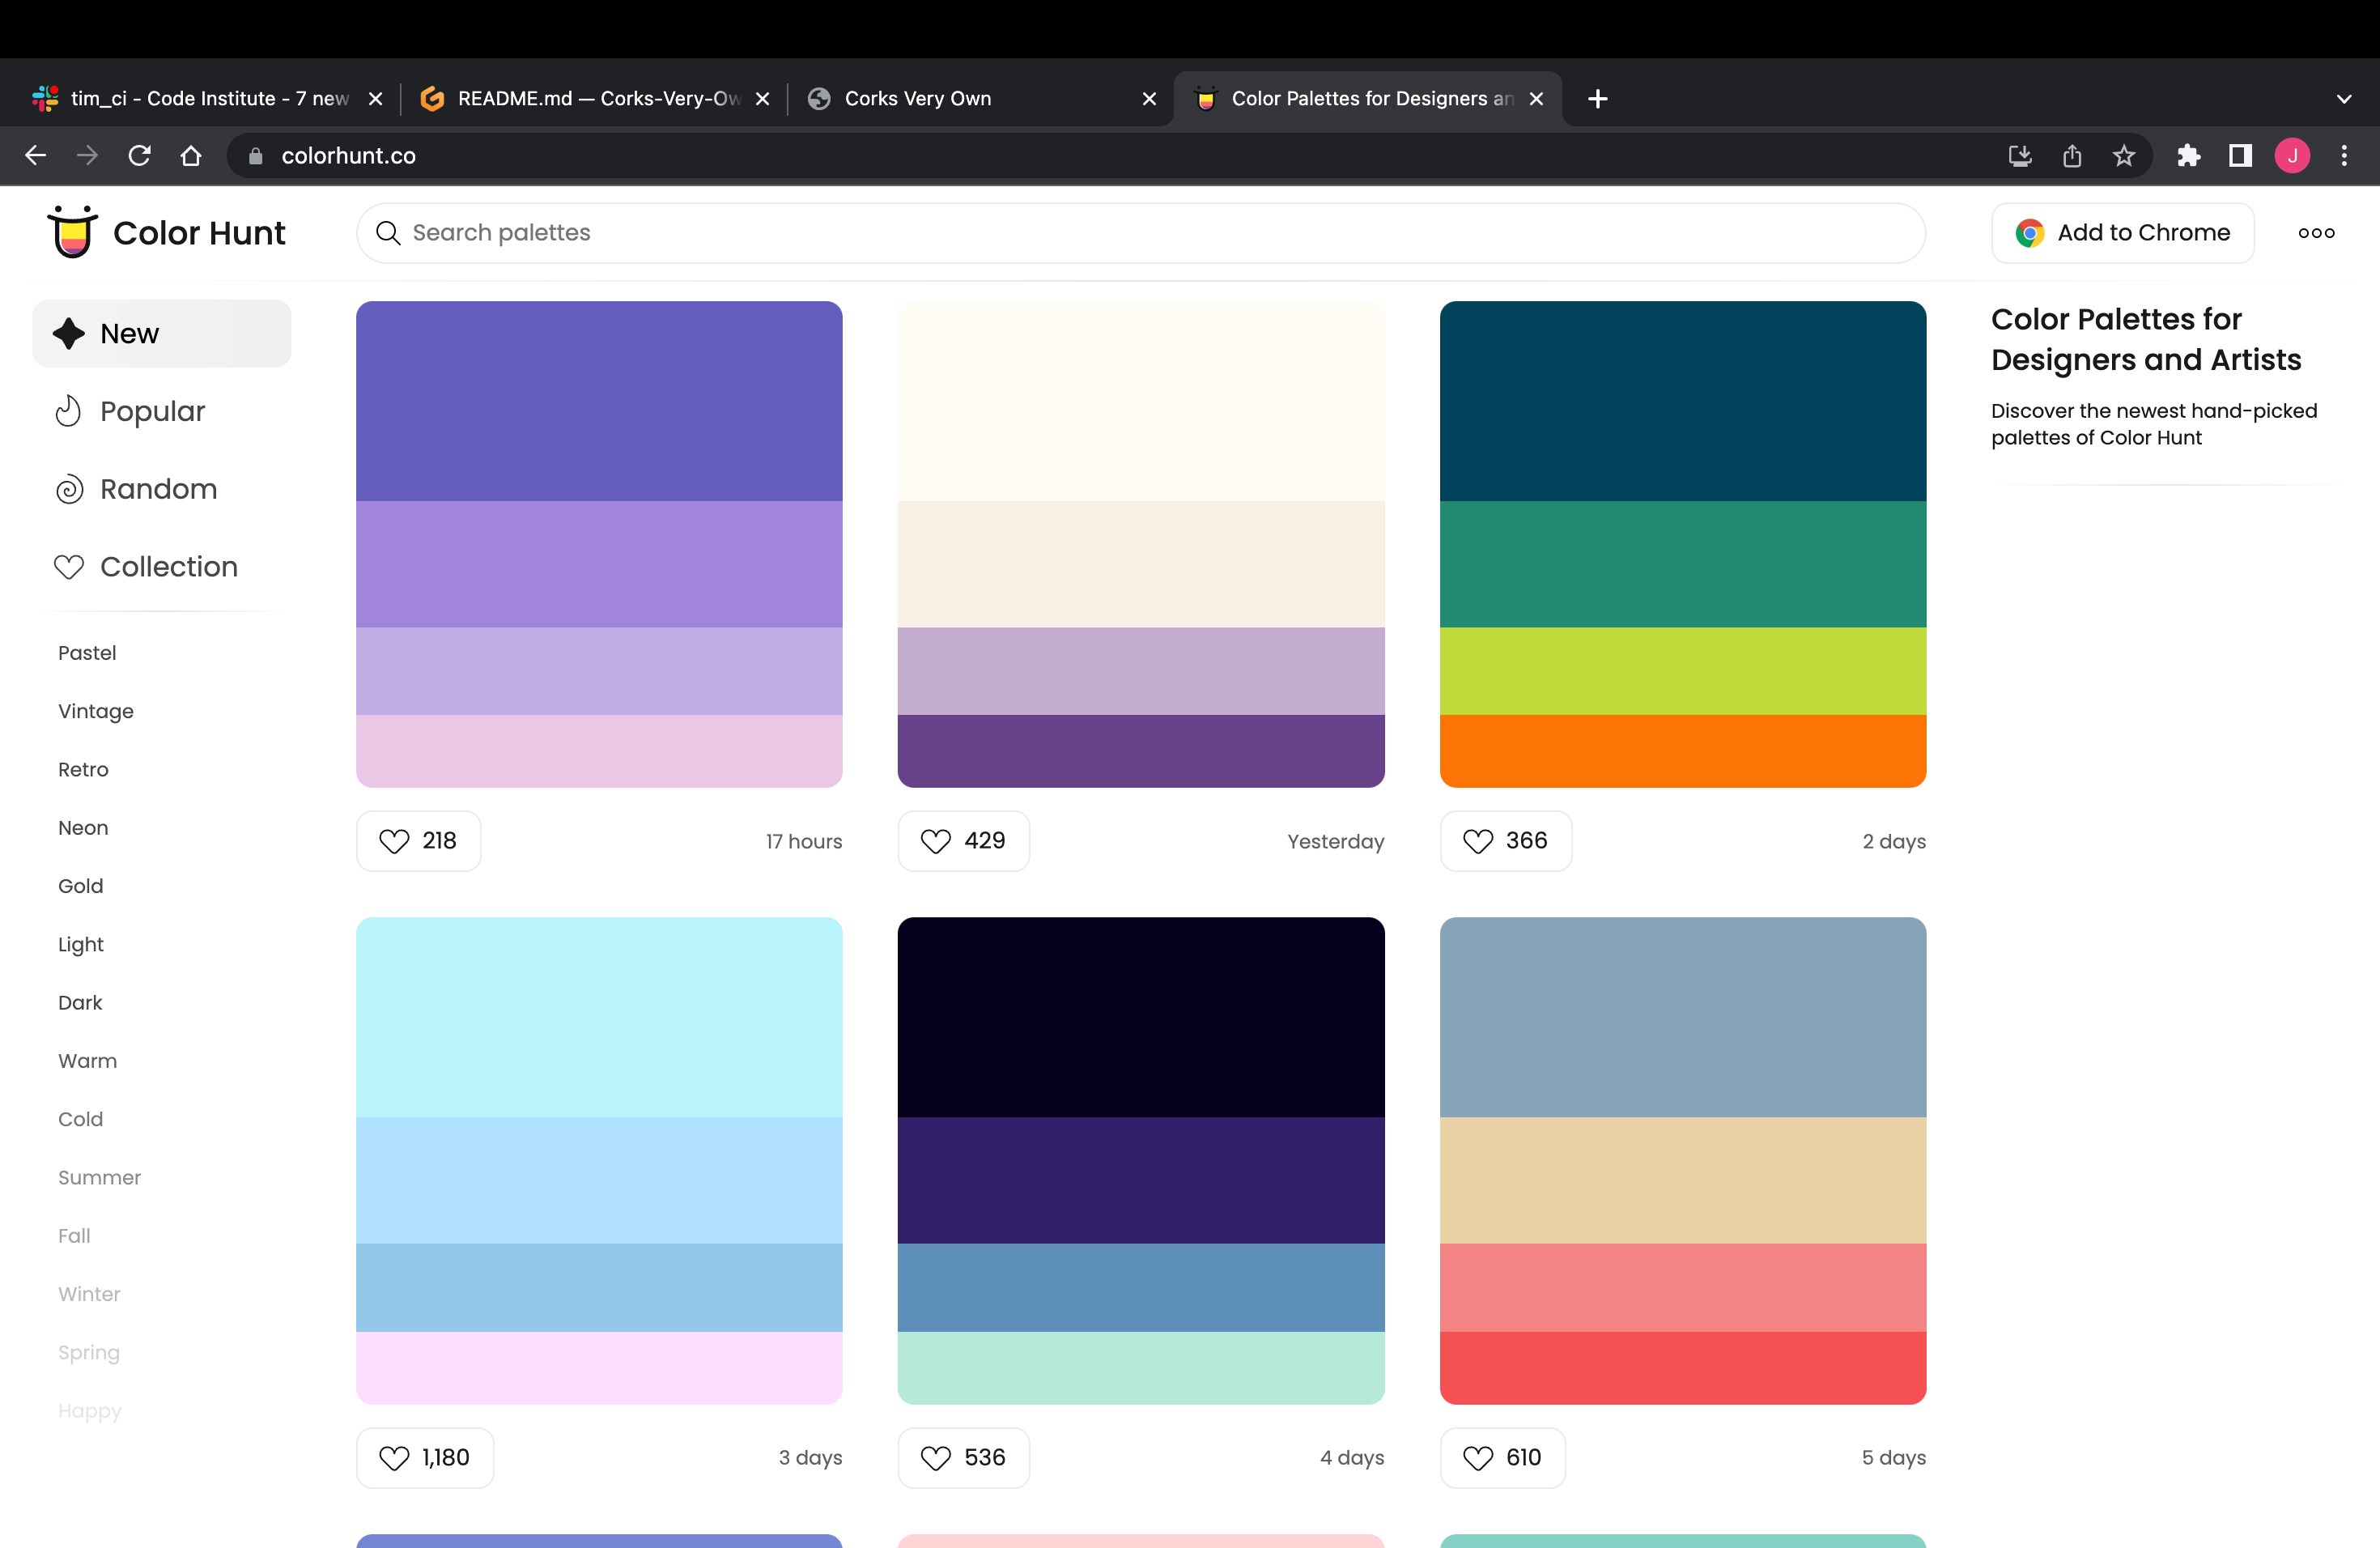 tim_ci - Code Institute - 7 new
README.md — Corks-Very-Ow
Corks Very Own
Color Palettes for Designers an
colorhunt.co
J
Color Hunt
Search palettes
Add to Chrome
New
Popular
Random
Collection
Pastel
Vintage
Retro
Neon
Gold
Light
Dark
Warm
Cold
Summer
Fall
Winter
Spring
Happy
218
17 hours
429
Yesterday
366
2 days
1,180
3 days
536
4 days
610
5 days
Color Palettes for
Designers and Artists
Discover the newest hand-picked
palettes of Color Hunt